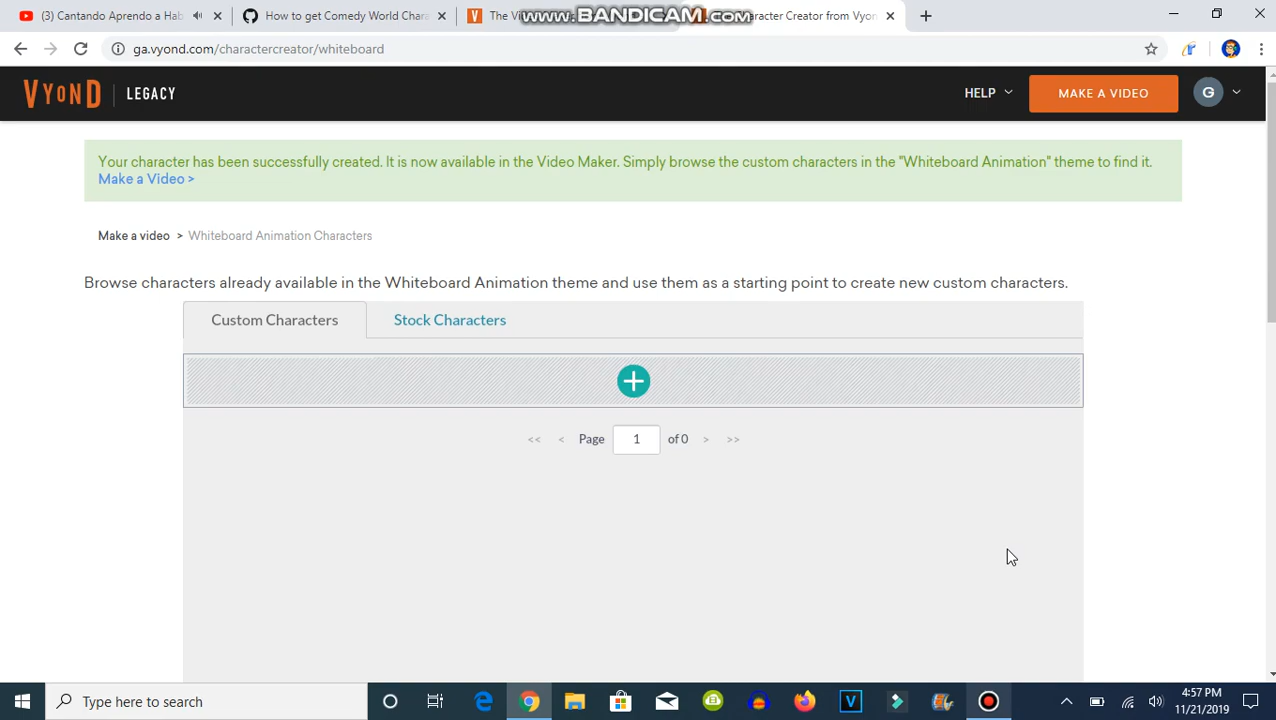 (3) Cantando Aprendo a Hab
How to get Comedy World Chara
The Vi
www.BANDICAM.com
aracter Creator from Vyon
ga.vyond.com/charactercreator/whiteboard
VYOND LEGACY
HELP
MAKE A VIDEO
G
Your character has been successfully created. It is now available in the Video Maker. Simply browse the custom characters in the "Whiteboard Animation" theme to find it.
Make a Video >
Make a video > Whiteboard Animation Characters
Browse characters already available in the Whiteboard Animation theme and use them as a starting point to create new custom characters.
Custom Characters
Stock Characters
<< < Page 1 of 0 > >>
Type here to search
4:57 PM
11/21/2019